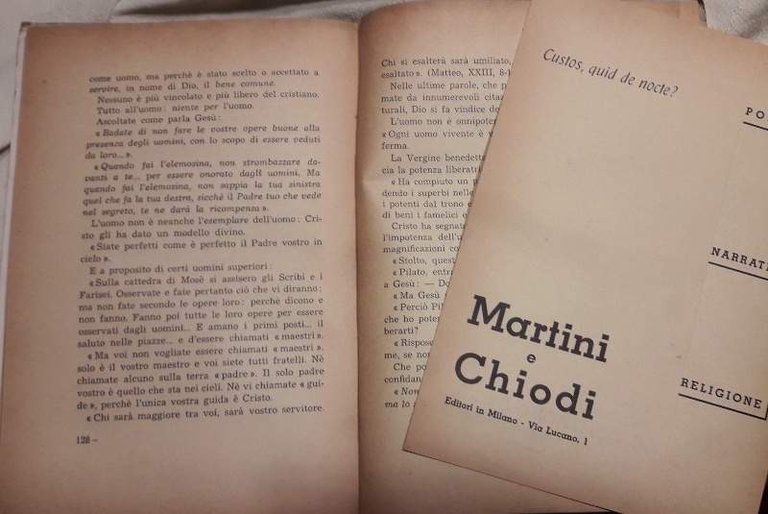 come uomo, ma perchè è stato scelto o accettato a
servire, in nome di Dio, il bene comune.
Nessuno è più vincolato e più libero del cristiano.
Tutto all'uomo: niente per l'uomo.
Ascoltate come parla Gesù:
« Badate di non fare le vostre opere buone alla
presenza degli uomini, con lo scopo di essere veduti
da loro... ».
« Quando fai l'elemosina, non strombazzare da-
vanti a te... per essere onorato dagli uomini. Ma
quando fai l'elemosina, non sappia la tua sinistra
quel che fa la tua destra, sicchè il Padre tuo che vede
nel segreto, te ne darà la ricompensa ».
L'uomo non è neanche l'esemplare dell'uomo: Cri-
sto gli ha dato un modello divino.
« Siate perfetti come è perfetto il Padre vostro in
cielo ».
E a proposito di certi uomini superiori:
« Sulla cattedra di Mosè si assisero gli Scribi e i
Farisei. Osservate e fate pertanto ciò che vi diranno:
ma non fate secondo le opere loro: perchè dicono e
non fanno. Fanno poi tutte le loro opere per essere
osservati dagli uomini... E amano i primi posti... il
saluto nelle piazze... e d'essere chiamati « maestri ».
« Ma voi non vogliate essere chiamati « maestri ».
solo è il vostro maestro e voi siete tutti fratelli. Nè
chiamate alcuno sulla terra « padre ». Il solo padre
vostro è quello che sta nei cieli. Nè vi chiamate « gui-
de », perchè l'unica vostra guida è Cristo.
« Chi sarà maggiore tra voi, sarà vostro servitore.
128 —
Chi si esalterà sarà umiliato,
esaltato ». (Matteo, XXIII, 8-1
Nelle ultime parole, che p
mate da innumerevoli cita
turali, Dio si fa vindice de
L'uomo non è onnipoten
« Ogni uomo vivente è v
ferma.
La Vergine benedetta
cia la potenza liberatri
« Ha compiuto un p
dendo i superbi nelle
i potenti dal trono e
di beni i famelici e
Cristo ha segnat
l'impotenza dell'u
magnificazioni co
« Stolto, quest
« Pilato, entra
a Gesù: — Do
« Ma Gesù
« Perciò Pil
che ho poten
berarti?
« Rispose
me, se non
Che po
confidan
« Non
ma lo
Custos, quid de nocte?
PO
NARRATI
RELIGIONE
Martini
e
Chiodi
Editori in Milano - Via Lucano, 1